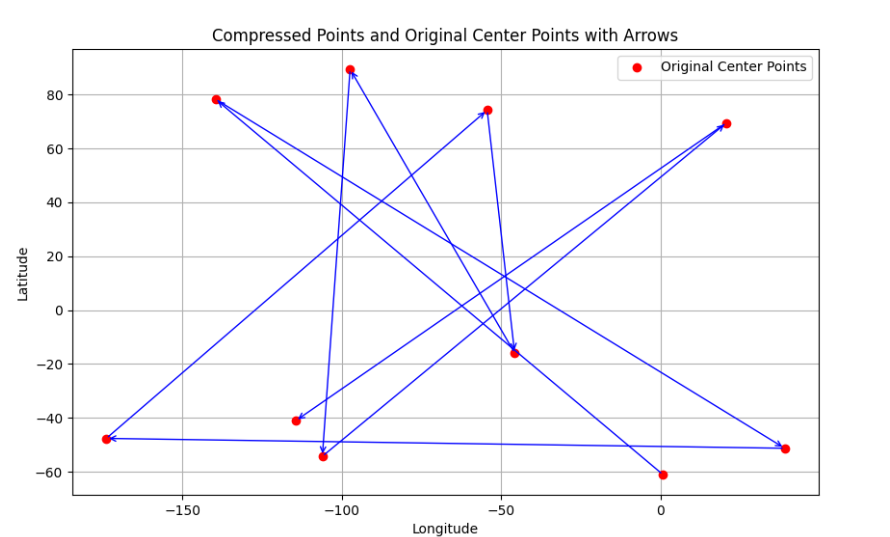 Compressed Points and Original Center Points with Arrows
Original Center Points
80
60
40
20
0
−20
−40
−60
Latitude
−150 −100 −50 0
Longitude